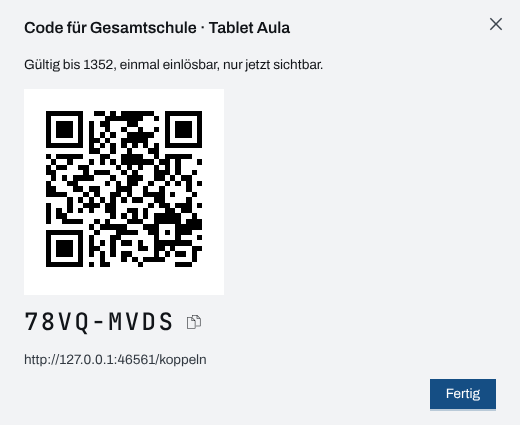 Code für Gesamtschule · Tablet Aula
Gültig bis 1352, einmal einlösbar, nur jetzt sichtbar.
78VQ-MVDS
http://127.0.0.1:46561/koppeln
Fertig